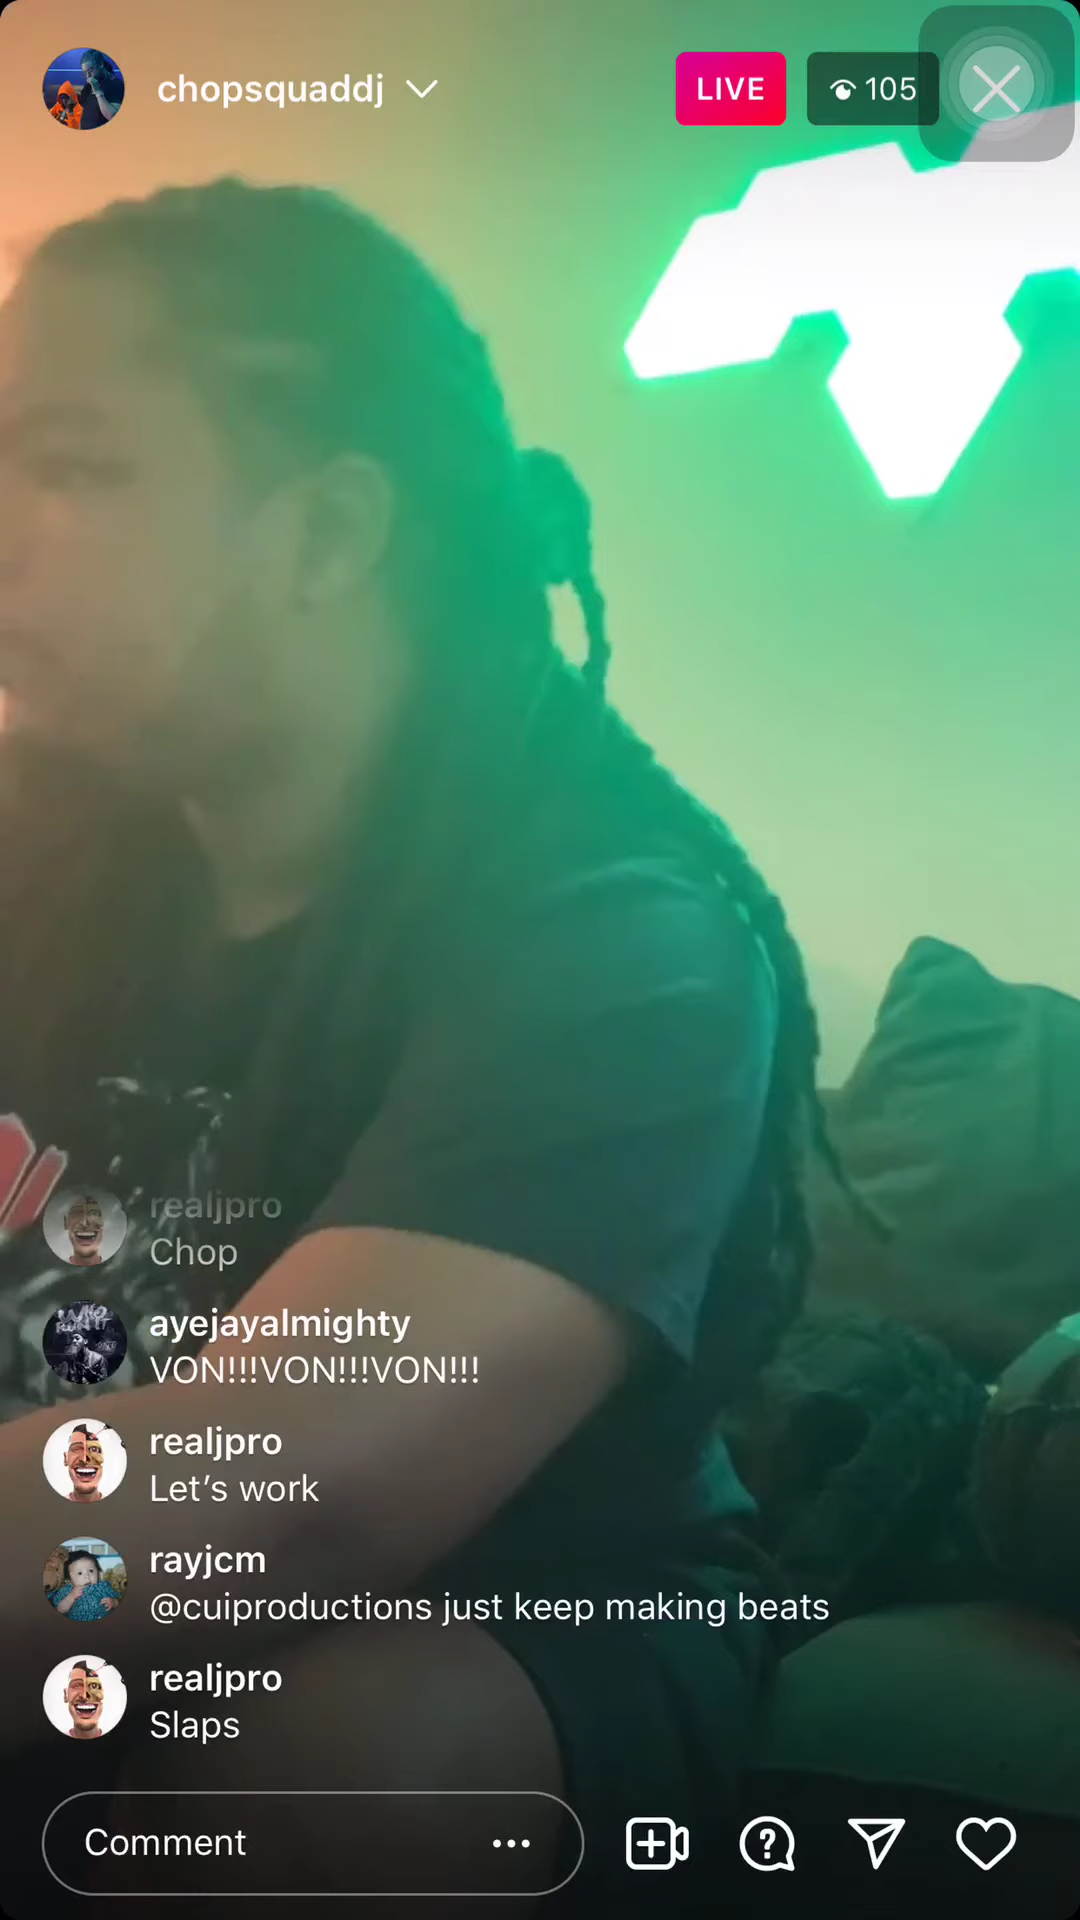 chopsquaddj
LIVE
105
realjpro
Chop
ayejayalmighty
VON!!!VON!!!VON!!!
realjpro
Let’s work
rayjcm
@cuiproductions just keep making beats
realjpro
Slaps
Comment